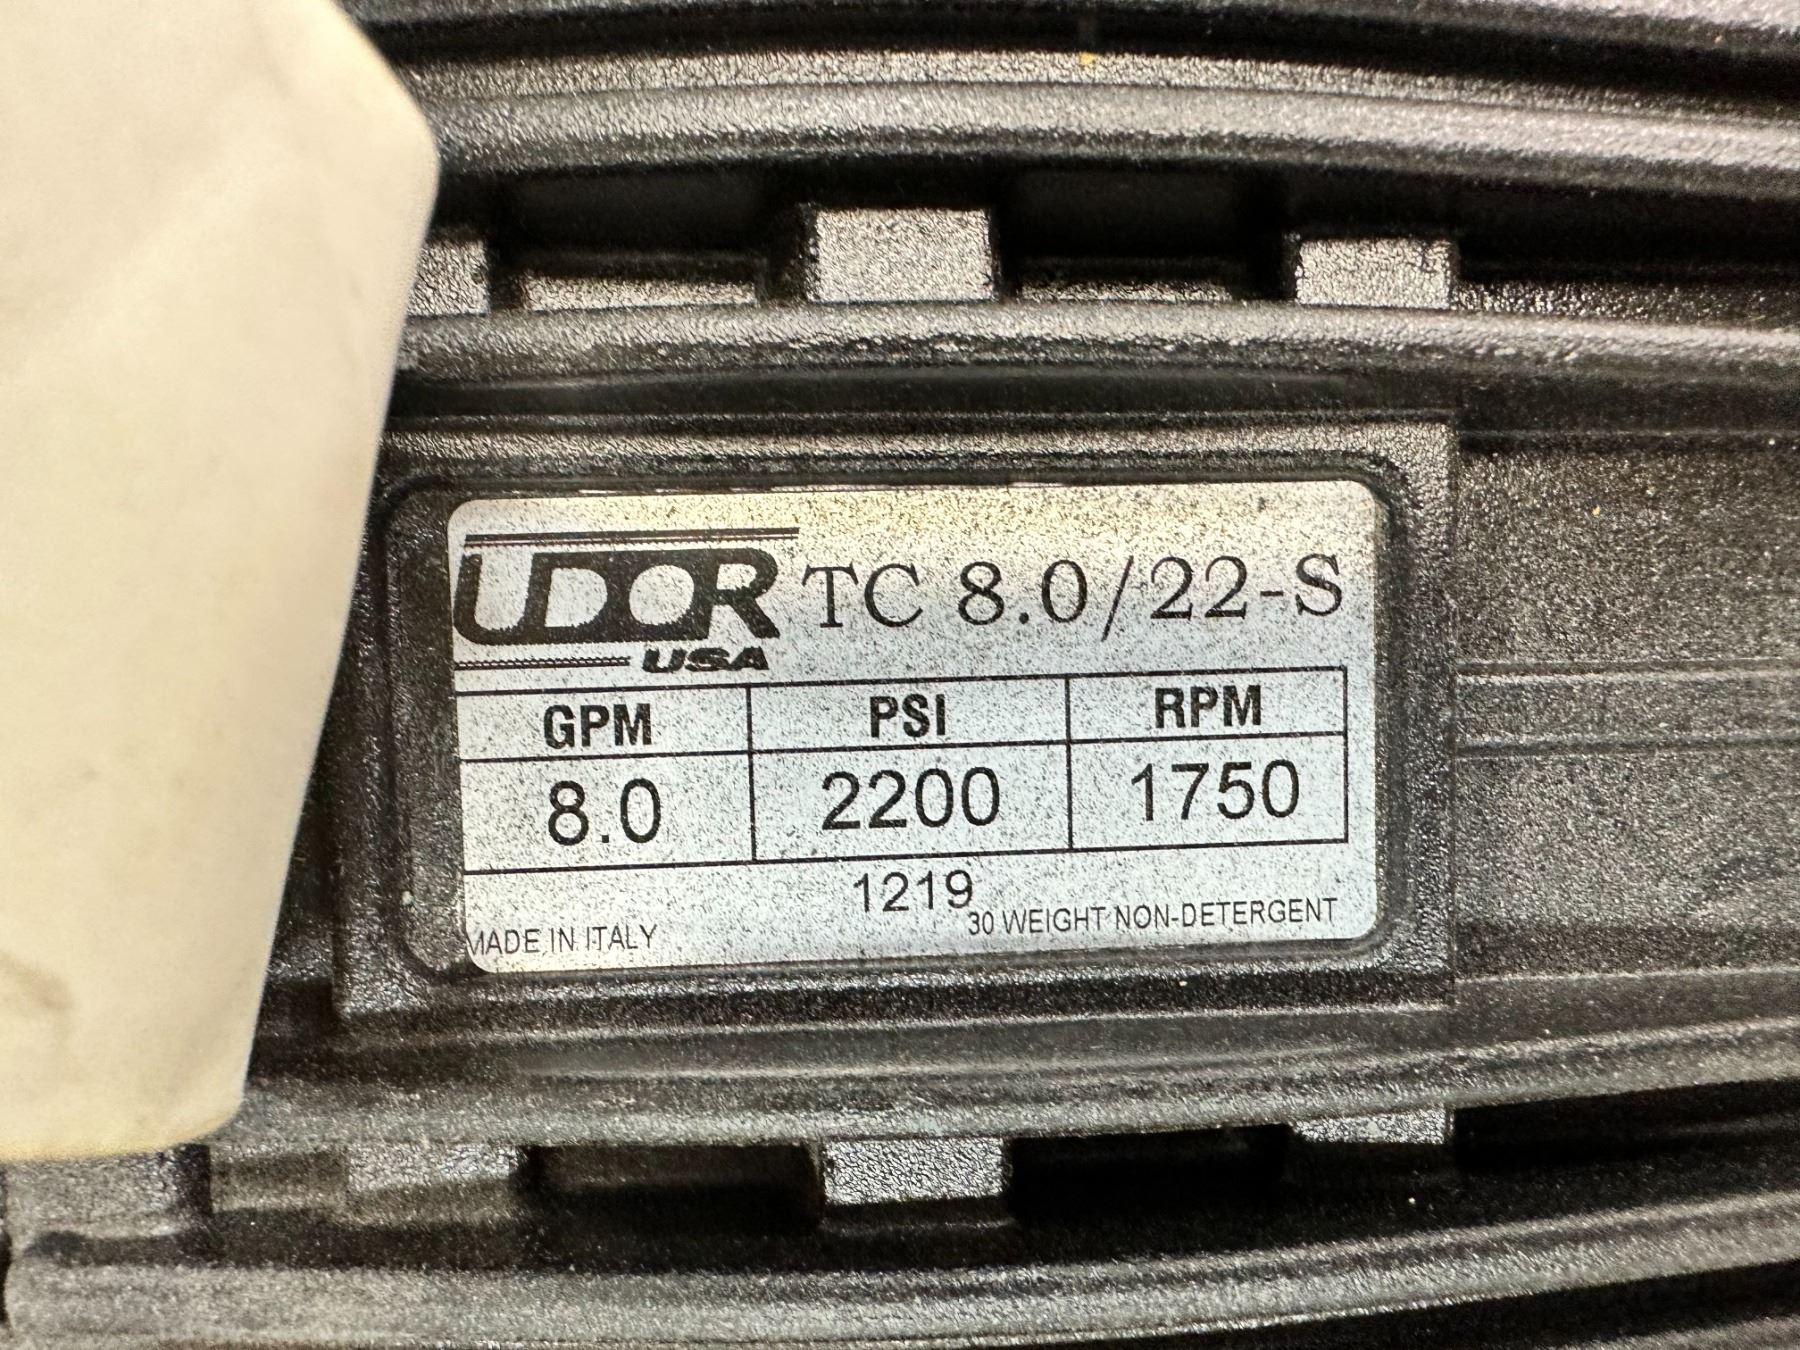 UDOR TC 8.0/22-S
USA
GPM PSI RPM
8.0 2200 1750
1219
MADE IN ITALY 30 WEIGHT NON-DETERGENT